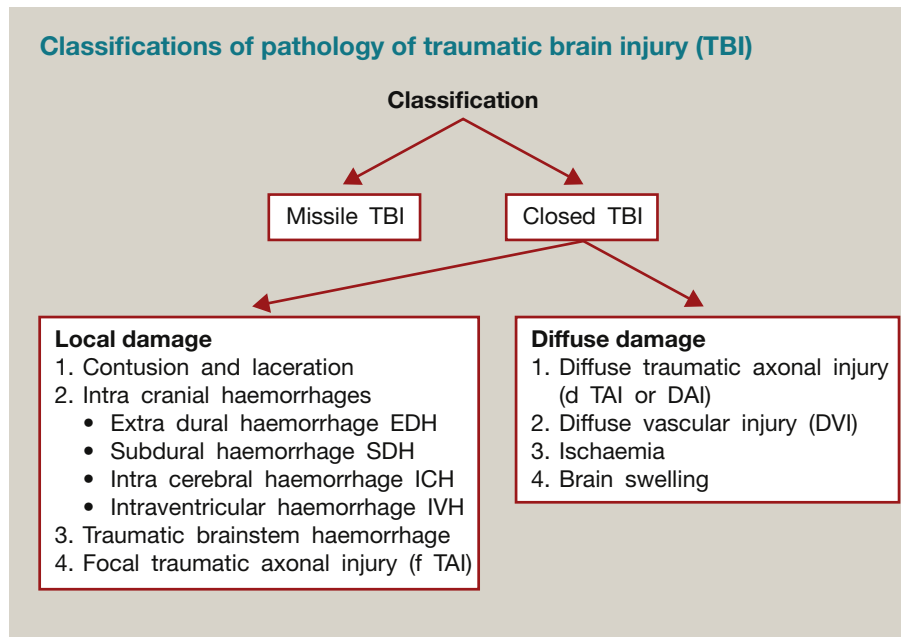 Classifications of pathology of traumatic brain injury (TBI)
Classification
Missile TBI
Closed TBI
Local damage
1. Contusion and laceration
2. Intra cranial haemorrhages
• Extra dural haemorrhage EDH
• Subdural haemorrhage SDH
• Intra cerebral haemorrhage ICH
• Intraventricular haemorrhage IVH
3. Traumatic brainstem haemorrhage
4. Focal traumatic axonal injury (f TAI)
Diffuse damage
1. Diffuse traumatic axonal injury
(d TAI or DAI)
2. Diffuse vascular injury (DVI)
3. Ischaemia
4. Brain swelling